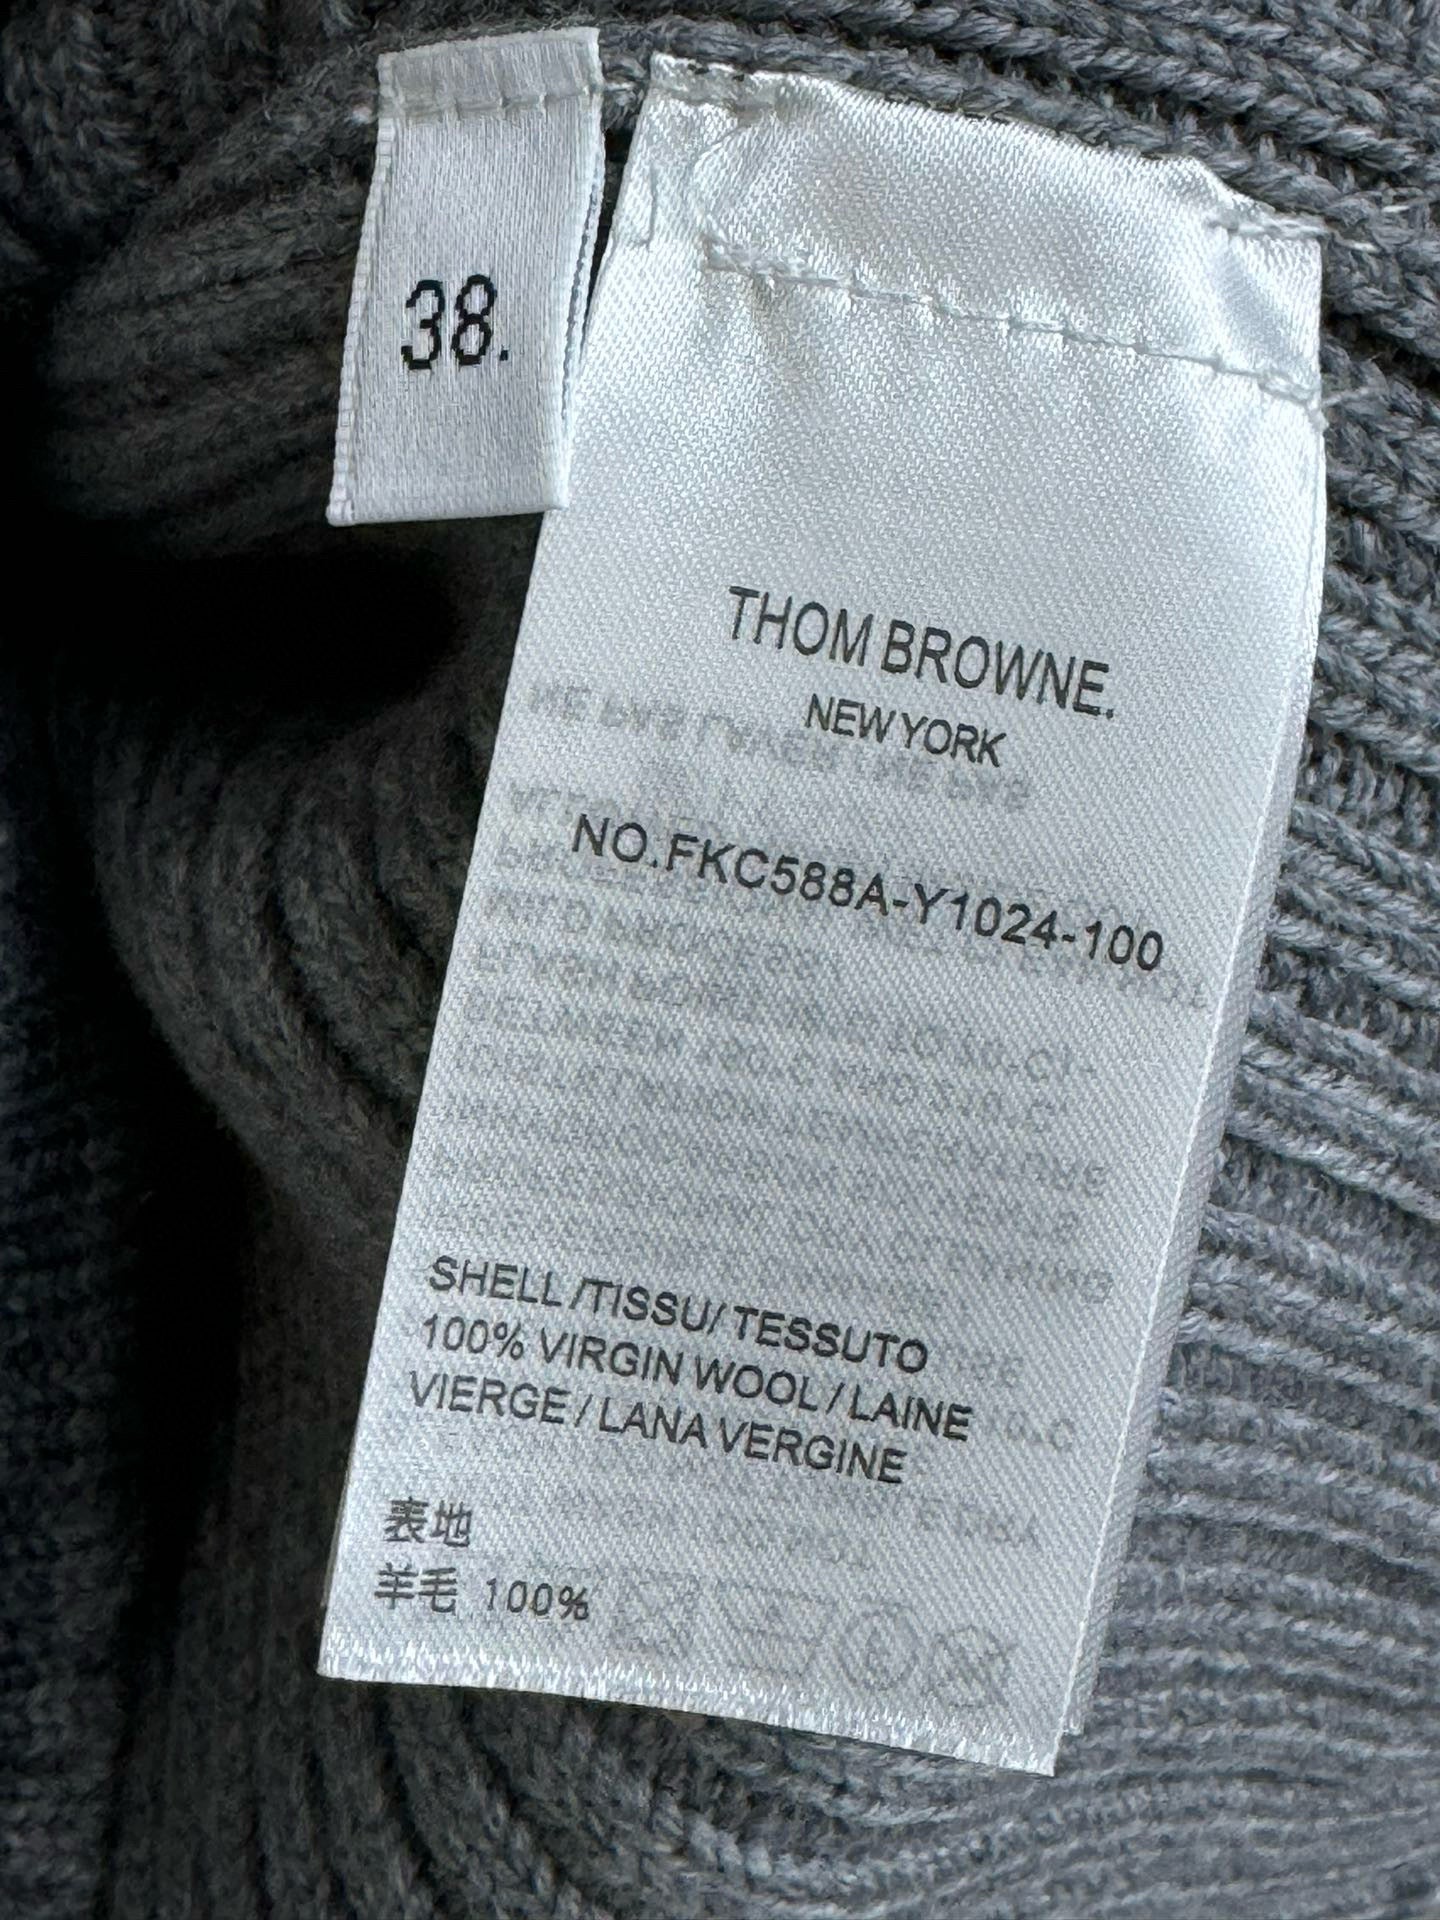 38.
THOM BROWNE.
NEW YORK
NO.FKC588A-Y1024-100
SHELL /TISSU/ TESSUTO
100% VIRGIN WOOL / LAINE
VIERGE / LANA VERGINE
表地
羊毛 100%